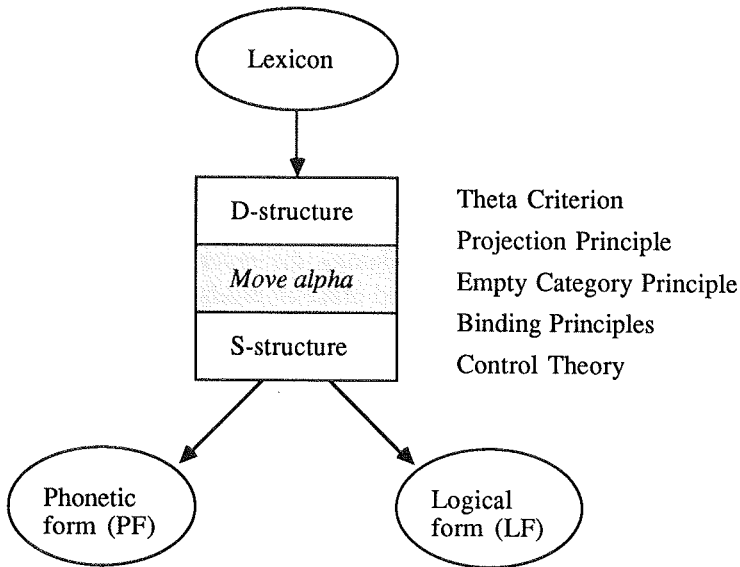 Lexicon
D-structure
Move alpha
S-structure
Theta Criterion
Projection Principle
Empty Category Principle
Binding Principles
Control Theory
Phonetic
form (PF)
Logical
form (LF)